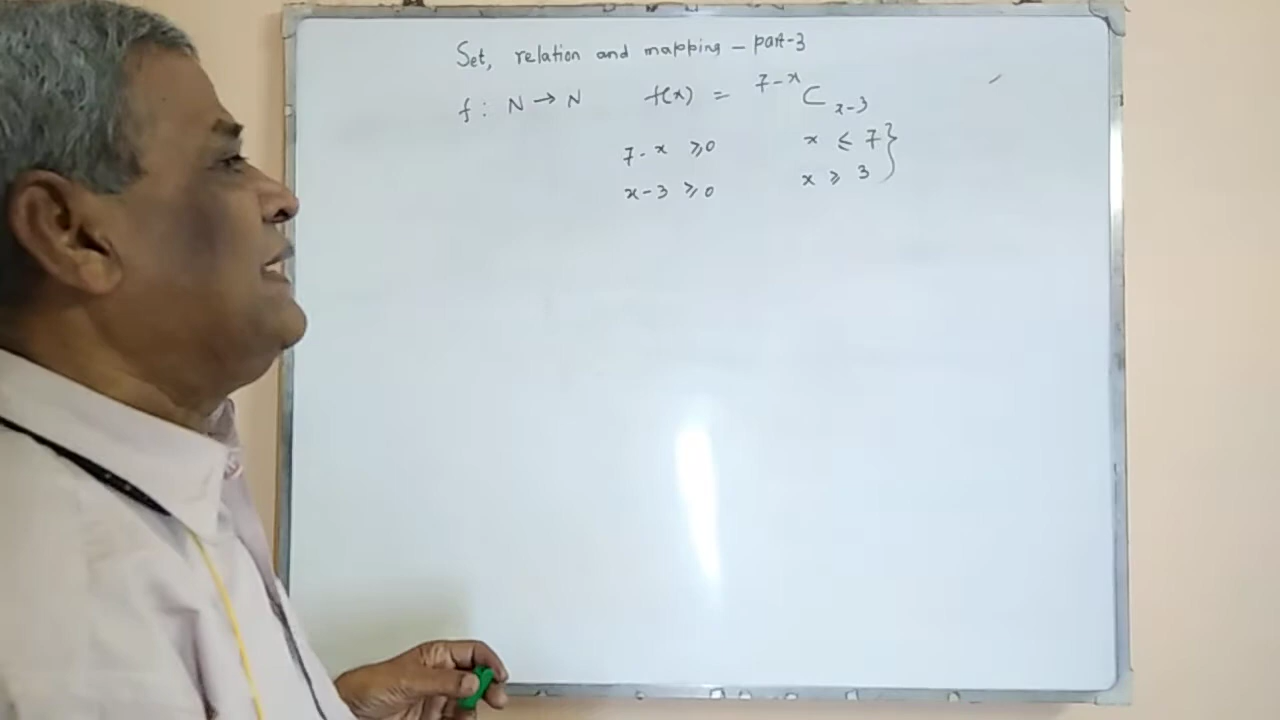 Set, relation and mapping – part-3
f : N → N f(x) = ⁷⁻ˣC ₓ₋₃
7-x ≥0 x ≤ 7}
x-3 ≥0 x ≥ 3